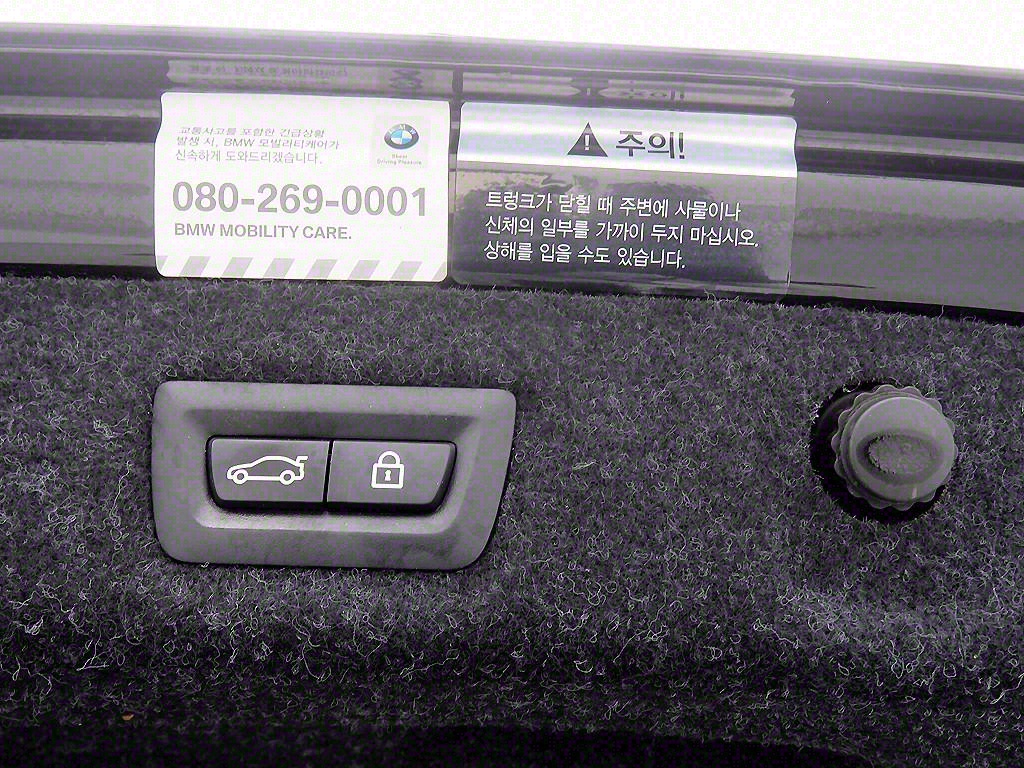 교통사고를 포함한 긴급상황
발생 시, BMW 모빌리티케어가
신속하게 도와드리겠습니다.
BMW
Sheer
Driving Pleasure
080-269-0001
BMW MOBILITY CARE.
주의!
트렁크가 닫힐 때 주변에 사물이나
신체의 일부를 가까이 두지 마십시오.
상해를 입을 수도 있습니다.